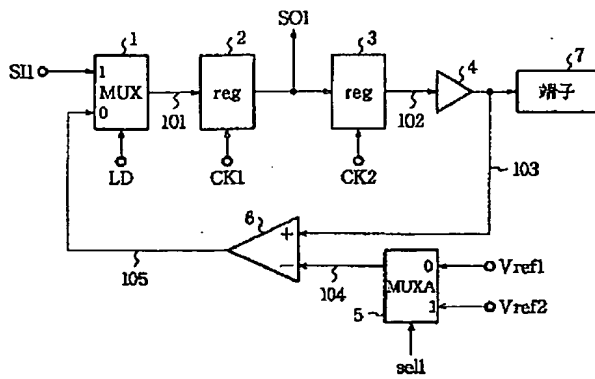 1
2
SO1
3
4
7
SI1
1
MUX
0
reg
reg
端子
101
102
LD
CK1
CK2
103
6
+
−
105
104
0
MUXA
1
5
Vref1
Vref2
sel1